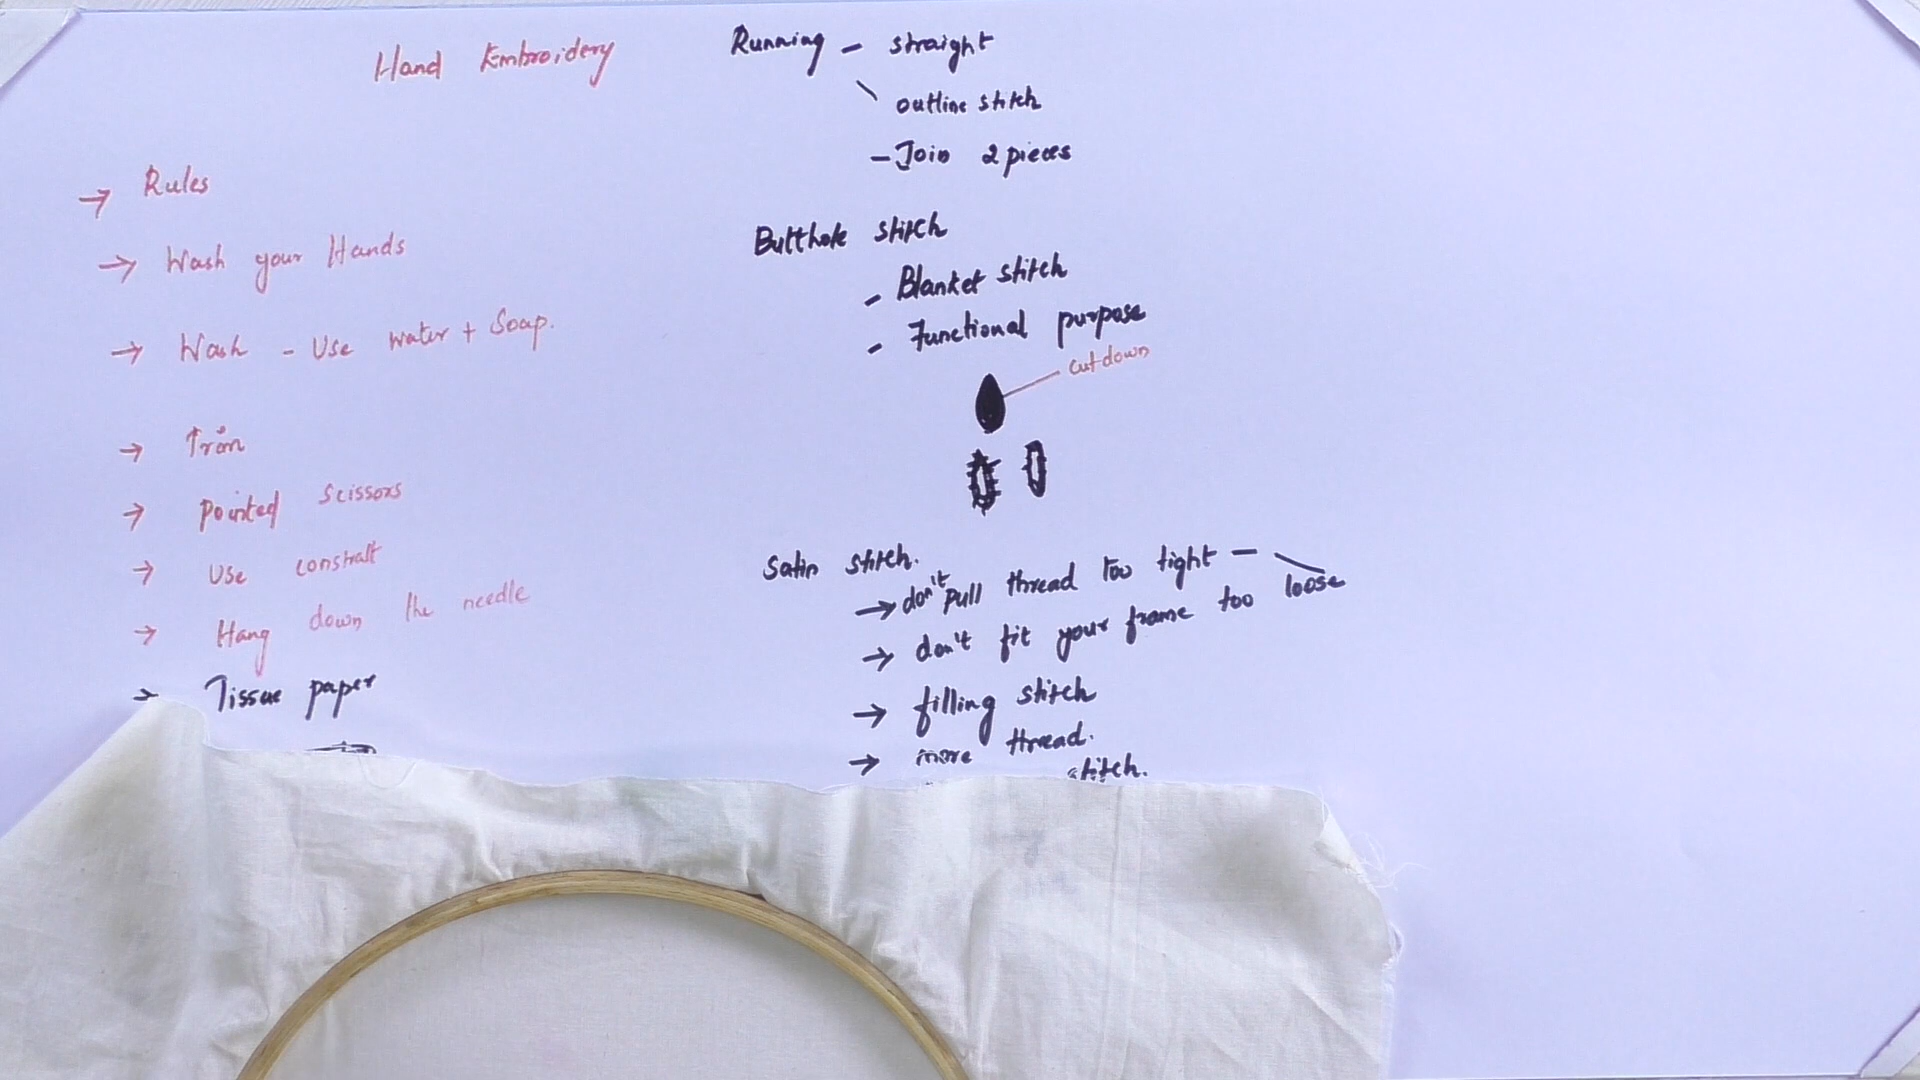 Hand Embroidery
→ Rules
→ Wash your Hands
→ Wash - Use water + Soap.
→ Iron
→ Pointed scissors
→ Use constratt
→ Hang down the needle
→ Tissue paper
Running – straight
\ outline stitch
– Join 2 pieces
Butthole stitch
- Blanket stitch
- Functional purpose
cut down
Satin stitch.
→ don't pull thread too tight – \ loose
→ don't fit your frame too
→ filling stitch
→ more thread.
stitch.